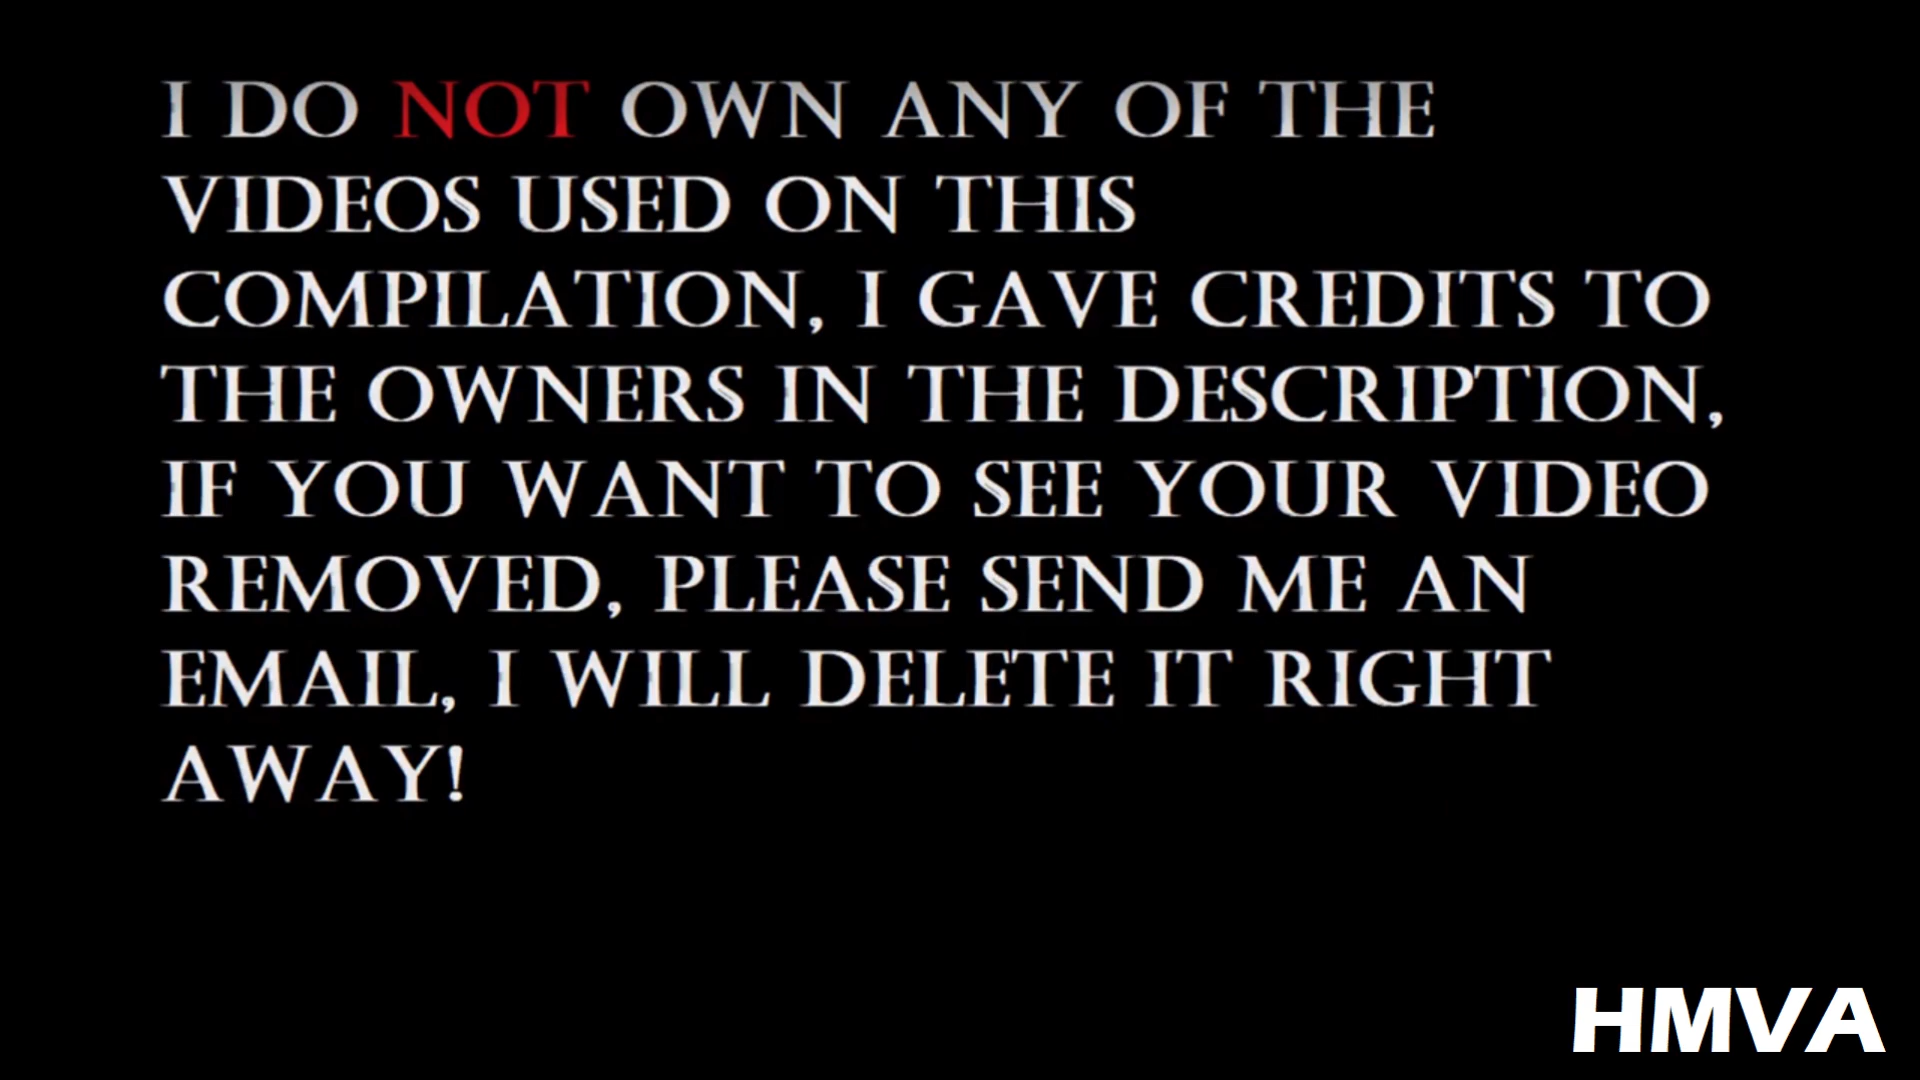 I DO NOT OWN ANY OF THE
VIDEOS USED ON THIS
COMPILATION, I GAVE CREDITS TO
THE OWNERS IN THE DESCRIPTION,
IF YOU WANT TO SEE YOUR VIDEO
REMOVED, PLEASE SEND ME AN
EMAIL, I WILL DELETE IT RIGHT
AWAY!
HMVA